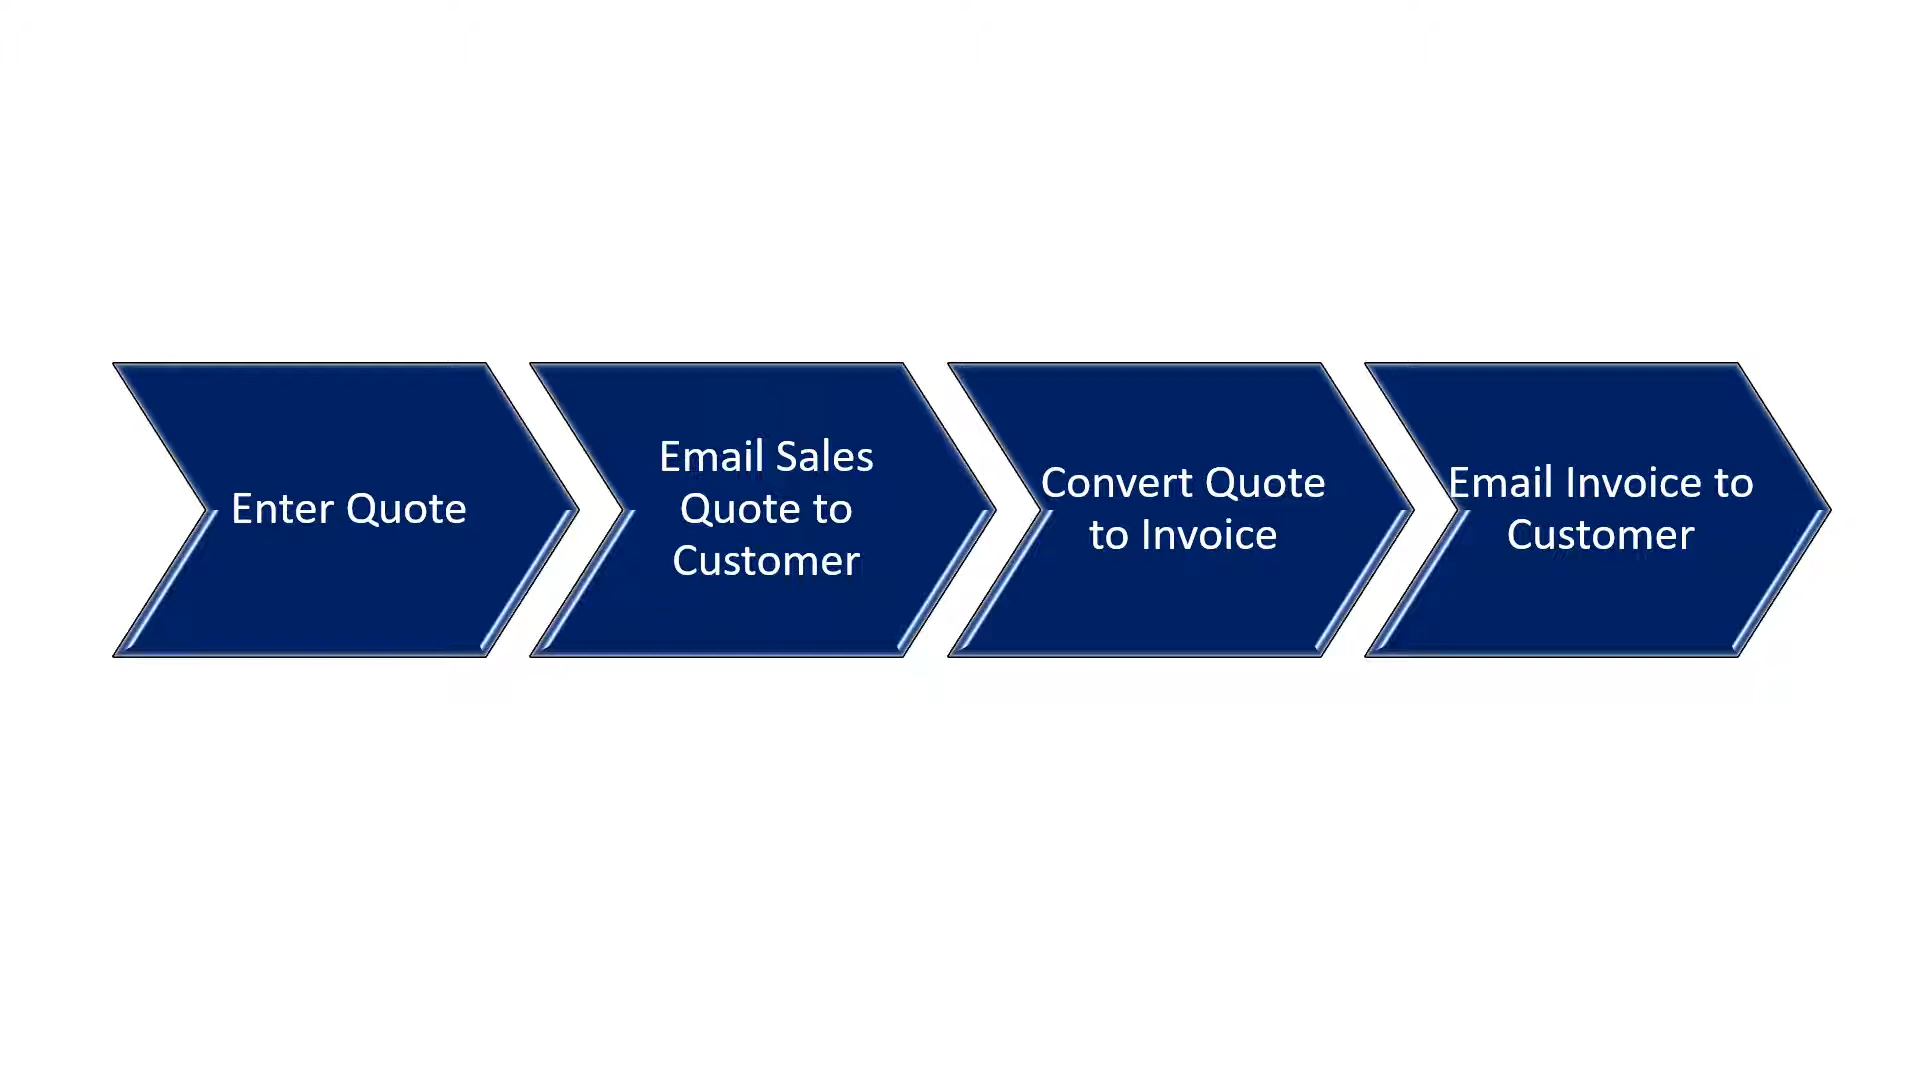 Enter Quote
Email Sales
Quote to
Customer
Convert Quote
to Invoice
Email Invoice to
Customer